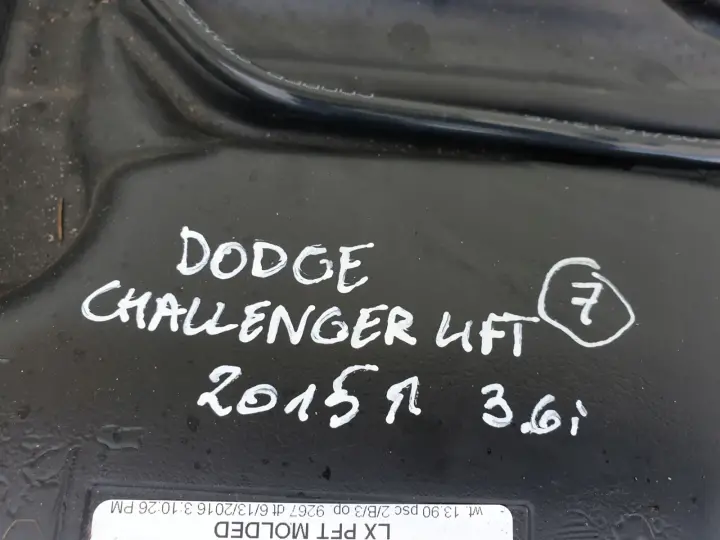 DODGE
CHALLENGER LIFT 7
2015R 3.6i
wt. 13.90 psc 2/B/3 op 9267 dt 6/13/2016 3:10:26 PM
LX PFT MOLDED